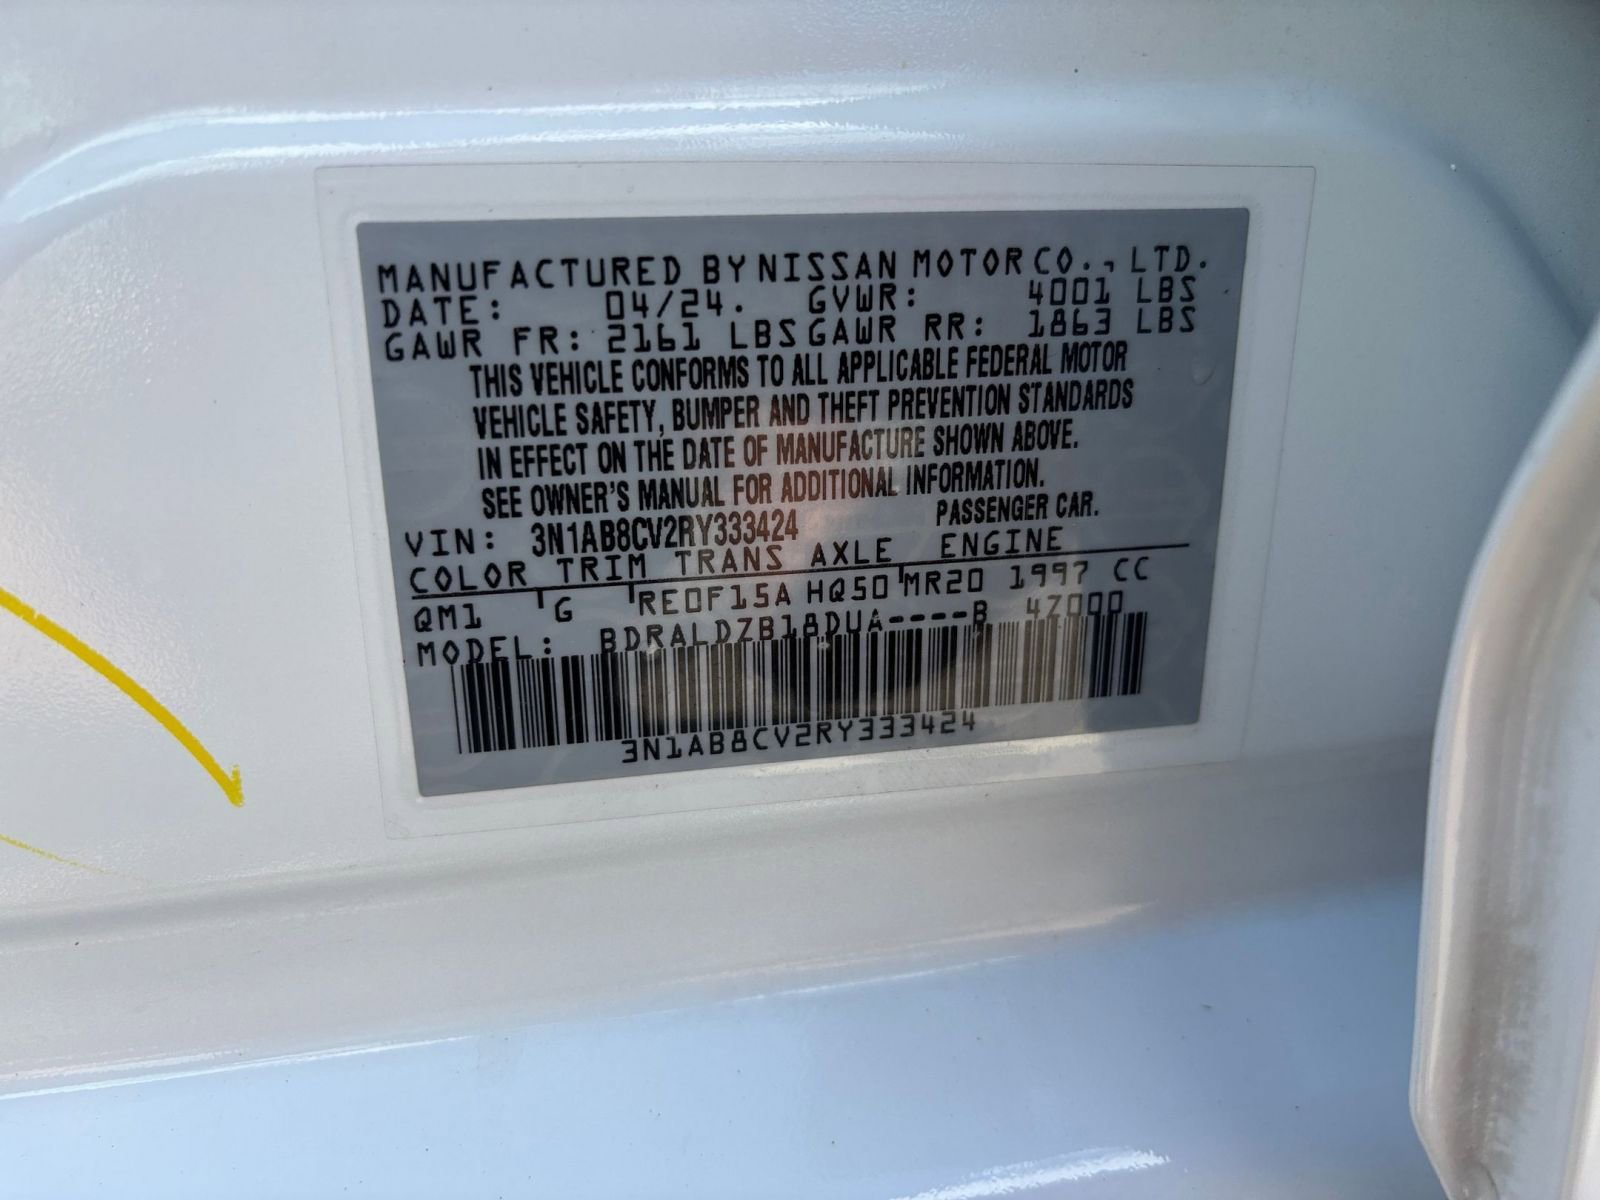 MANUFACTURED BY NISSAN MOTOR CO., LTD.
DATE: 04/24. GVWR: 4001 LBS
GAWR FR: 2161 LBS GAWR RR: 1863 LBS
THIS VEHICLE CONFORMS TO ALL APPLICABLE FEDERAL MOTOR
VEHICLE SAFETY, BUMPER AND THEFT PREVENTION STANDARDS
IN EFFECT ON THE DATE OF MANUFACTURE SHOWN ABOVE.
SEE OWNER'S MANUAL FOR ADDITIONAL INFORMATION.
VIN: 3N1AB8CV2RY333424 PASSENGER CAR.
COLOR TRIM TRANS AXLE ENGINE
QM1 G RE0F15A HQ50 MR20 1997 CC
MODEL: BDRALDZB18DUA----B 4Z000
3N1AB8CV2RY333424